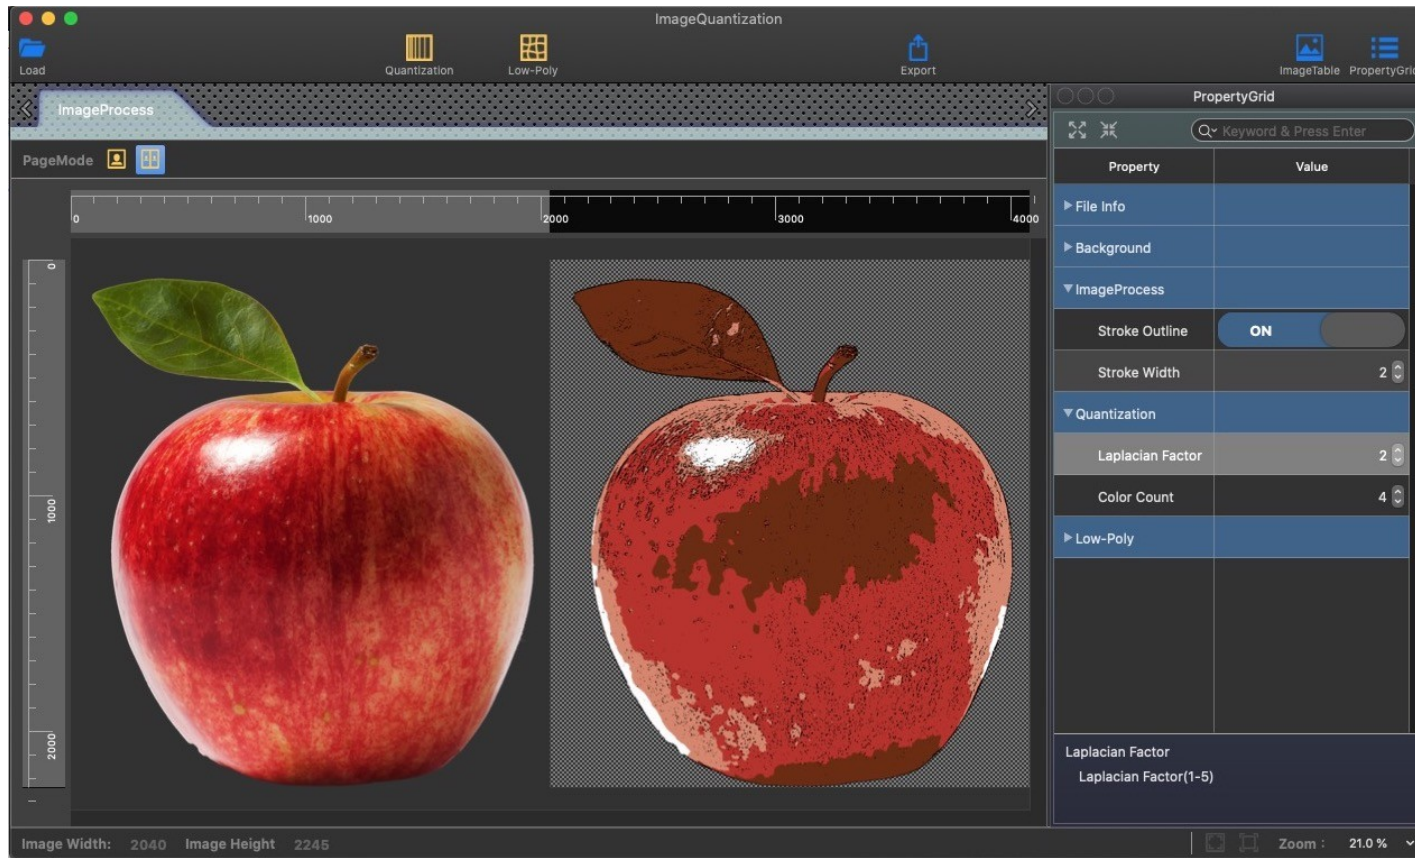 ImageQuantization
Load
Quantization
Low-Poly
Export
ImageTable
PropertyGrid
ImageProcess
PageMode
0
1000
2000
3000
4000
0
1000
2000
PropertyGrid
Keyword & Press Enter
Property Value
File Info
Background
ImageProcess
Stroke Outline ON
Stroke Width 2
Quantization
Laplacian Factor 2
Color Count 4
Low-Poly
Laplacian Factor
Laplacian Factor(1-5)
Image Width: 2040 Image Height 2245
Zoom : 21.0 %